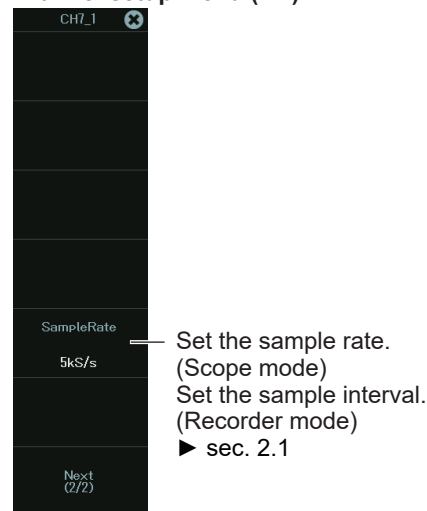 CH7_1
SampleRate
5kS/s
Next
(2/2)
Set the sample rate.
(Scope mode)
Set the sample interval.
(Recorder mode)
► sec. 2.1